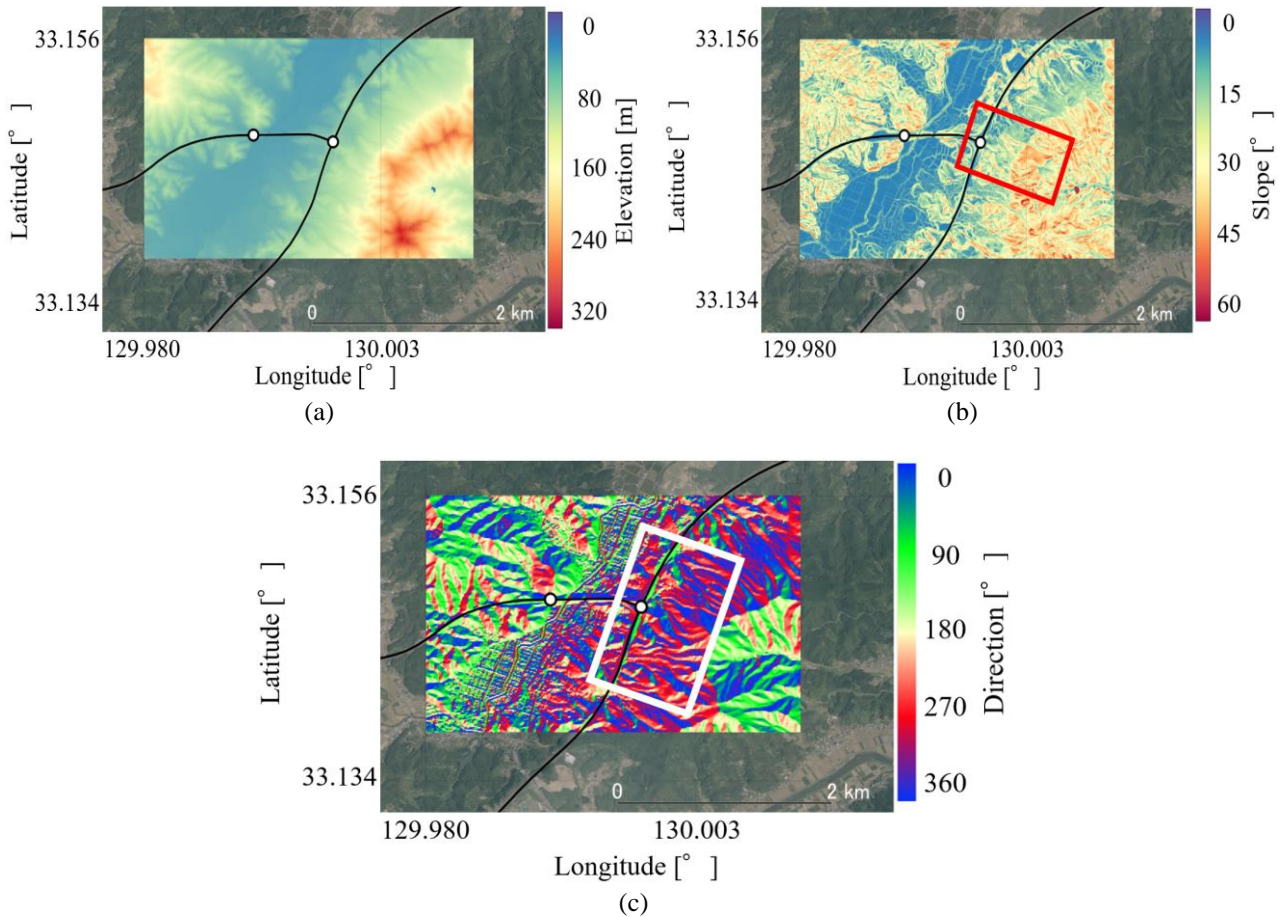 33.156
33.134
Latitude [° ]
129.980 130.003
Longitude [° ]
0 2 km
0
80
160
240
320
Elevation [m]
(a)
33.156
33.134
Latitude [° ]
129.980 130.003
Longitude [° ]
0 2 km
0
15
30
45
60
Slope [° ]
(b)
33.156
33.134
Latitude [° ]
129.980 130.003
Longitude [° ]
0 2 km
0
90
180
270
360
Direction [° ]
(c)